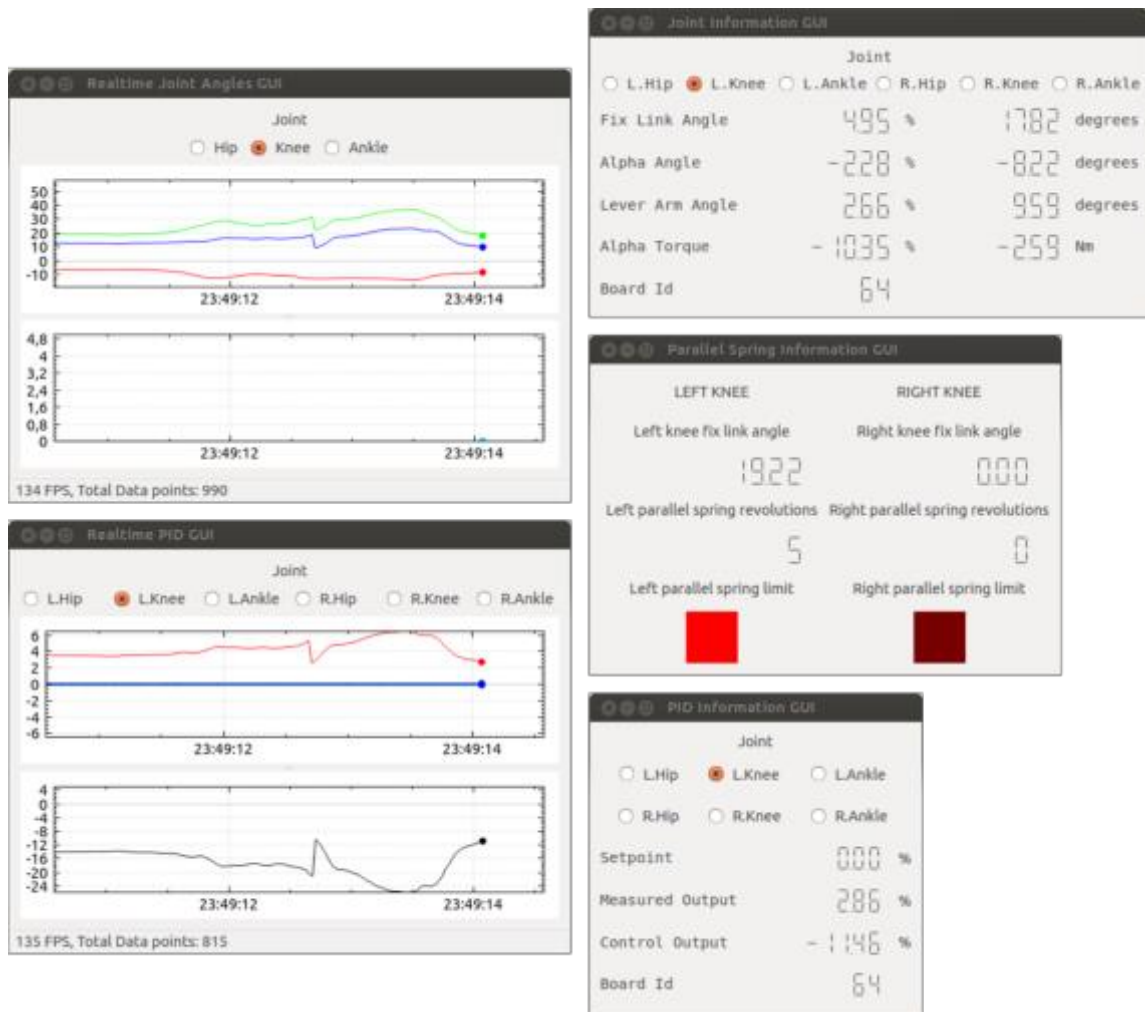 Realtime Joint Angles GUI
Joint
Hip Knee Ankle
50
40
30
20
10
0
-10
23:49:12 23:49:14
4,8
4
3,2
2,4
1,6
0,8
0
23:49:12 23:49:14
134 FPS, Total Data points: 990
Realtime PID GUI
Joint
L.Hip L.Knee L.Ankle R.Hip R.Knee R.Ankle
6
4
2
0
-2
-4
-6
23:49:12 23:49:14
4
0
-4
-8
-12
-16
-20
-24
23:49:12 23:49:14
135 FPS, Total Data points: 815
Joint Information GUI
Joint
L.Hip L.Knee L.Ankle R.Hip R.Knee R.Ankle
Fix Link Angle 4.95 % 17.82 degrees
Alpha Angle -2.28 % -8.22 degrees
Lever Arm Angle 2.66 % 9.59 degrees
Alpha Torque -10.35 % -2.59 Nm
Board Id 64
Parallel Spring Information GUI
LEFT KNEE RIGHT KNEE
Left knee fix link angle Right knee fix link angle
19.22 0.00
Left parallel spring revolutions Right parallel spring revolutions
5 0
Left parallel spring limit Right parallel spring limit
PID Information GUI
Joint
L.Hip L.Knee L.Ankle
R.Hip R.Knee R.Ankle
Setpoint 0.00 %
Measured Output 2.86 %
Control Output -11.46 %
Board Id 64